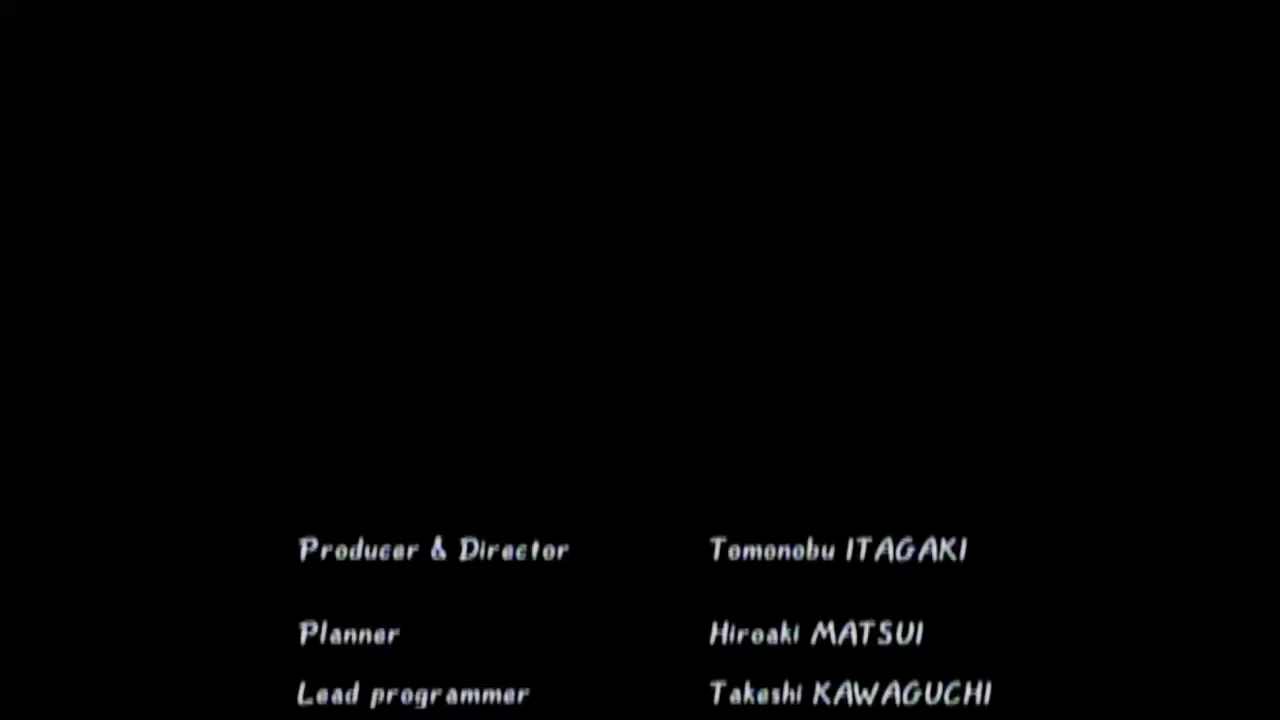 Producer & Director Tomonobu ITAGAKI
Planner Hiroaki MATSUI
Lead programmer Takeshi KAWAGUCHI